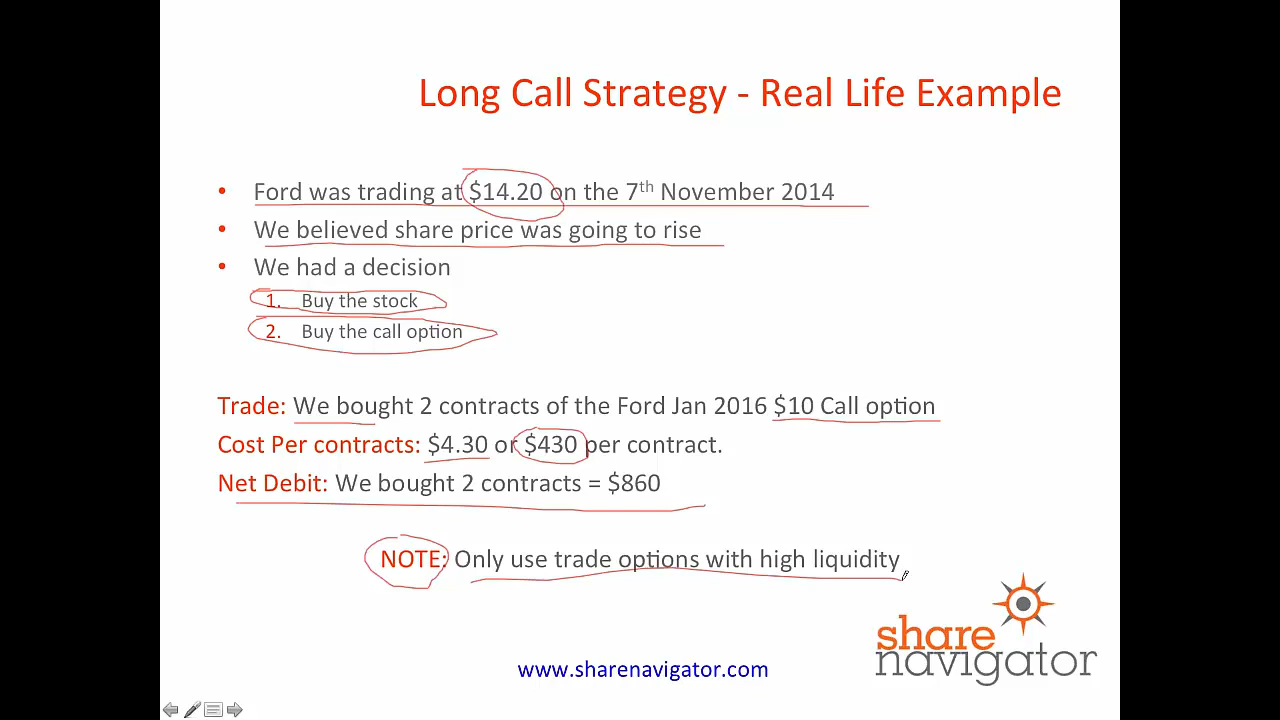 Long Call Strategy - Real Life Example
• Ford was trading at $14.20 on the 7th November 2014
• We believed share price was going to rise
• We had a decision
1. Buy the stock
2. Buy the call option
Trade: We bought 2 contracts of the Ford Jan 2016 $10 Call option
Cost Per contracts: $4.30 or $430 per contract.
Net Debit: We bought 2 contracts = $860
NOTE: Only use trade options with high liquidity
share
navigator
www.sharenavigator.com